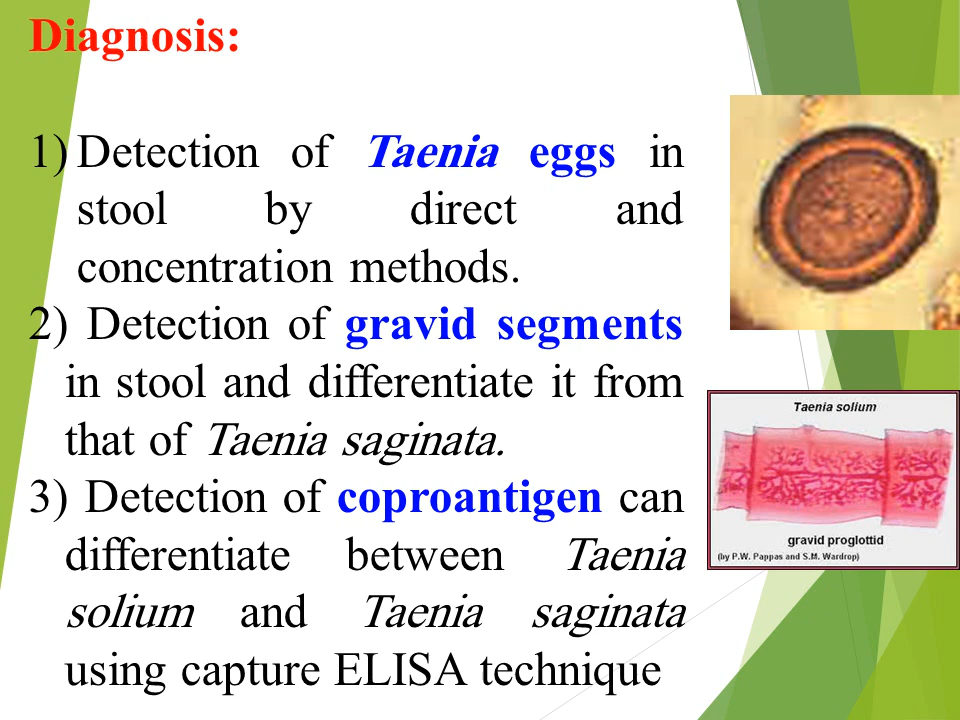 Diagnosis:
1) Detection of Taenia eggs in
stool by direct and
concentration methods.
2) Detection of gravid segments
in stool and differentiate it from
that of Taenia saginata.
3) Detection of coproantigen can
differentiate between Taenia
solium and Taenia saginata
using capture ELISA technique
Taenia solium
gravid proglottid
(by P.W. Pappas and S.M. Wardrop)